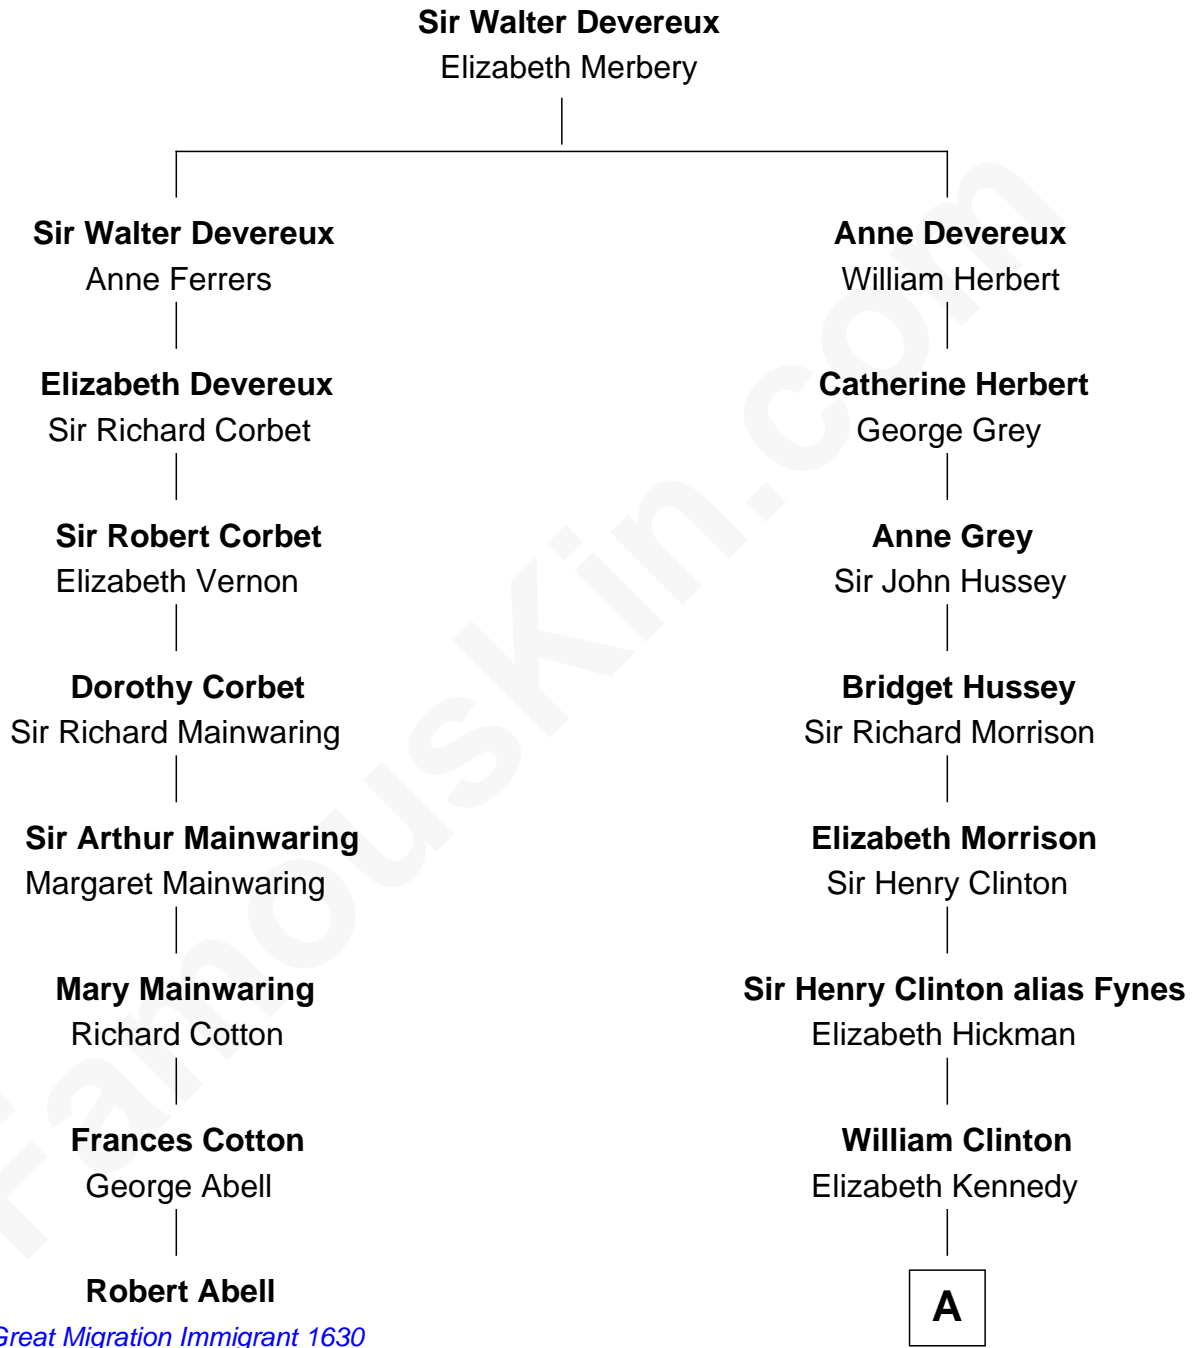 Sir Walter Devereux
Elizabeth Merbery
Sir Walter Devereux
Anne Ferrers
Anne Devereux
William Herbert
Elizabeth Devereux
Sir Richard Corbet
Catherine Herbert
George Grey
Sir Robert Corbet
Elizabeth Vernon
Anne Grey
Sir John Hussey
Dorothy Corbet
Sir Richard Mainwaring
Bridget Hussey
Sir Richard Morrison
Sir Arthur Mainwaring
Margaret Mainwaring
Elizabeth Morrison
Sir Henry Clinton
Mary Mainwaring
Richard Cotton
Sir Henry Clinton alias Fynes
Elizabeth Hickman
Frances Cotton
George Abell
William Clinton
Elizabeth Kennedy
Robert Abell
Great Migration Immigrant 1630
A
FamousKin.com